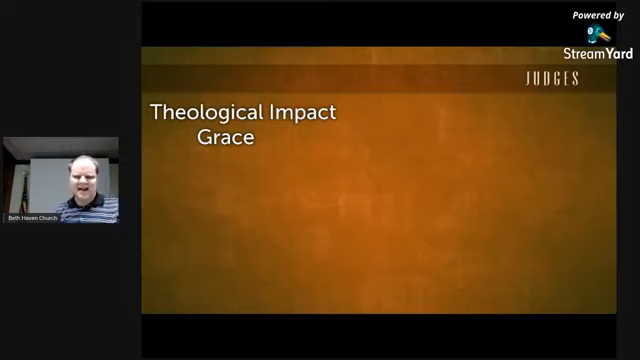 Powered by
StreamYard
JUDGES
Theological Impact
Grace
Beth Haven Church